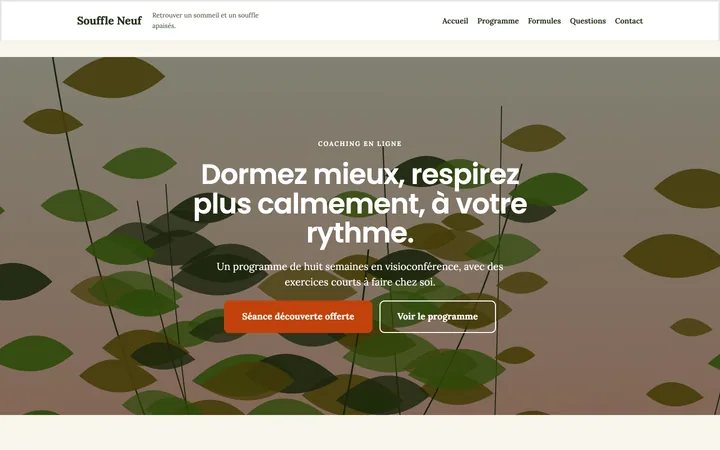 Souffle Neuf
Retrouver un sommeil et un souffle
apaisés.
Accueil
Programme
Formules
Questions
Contact
COACHING EN LIGNE
Dormez mieux, respirez
plus calmement, à votre
rythme.
Un programme de huit semaines en visioconférence, avec des
exercices courts à faire chez soi.
Séance découverte offerte
Voir le programme